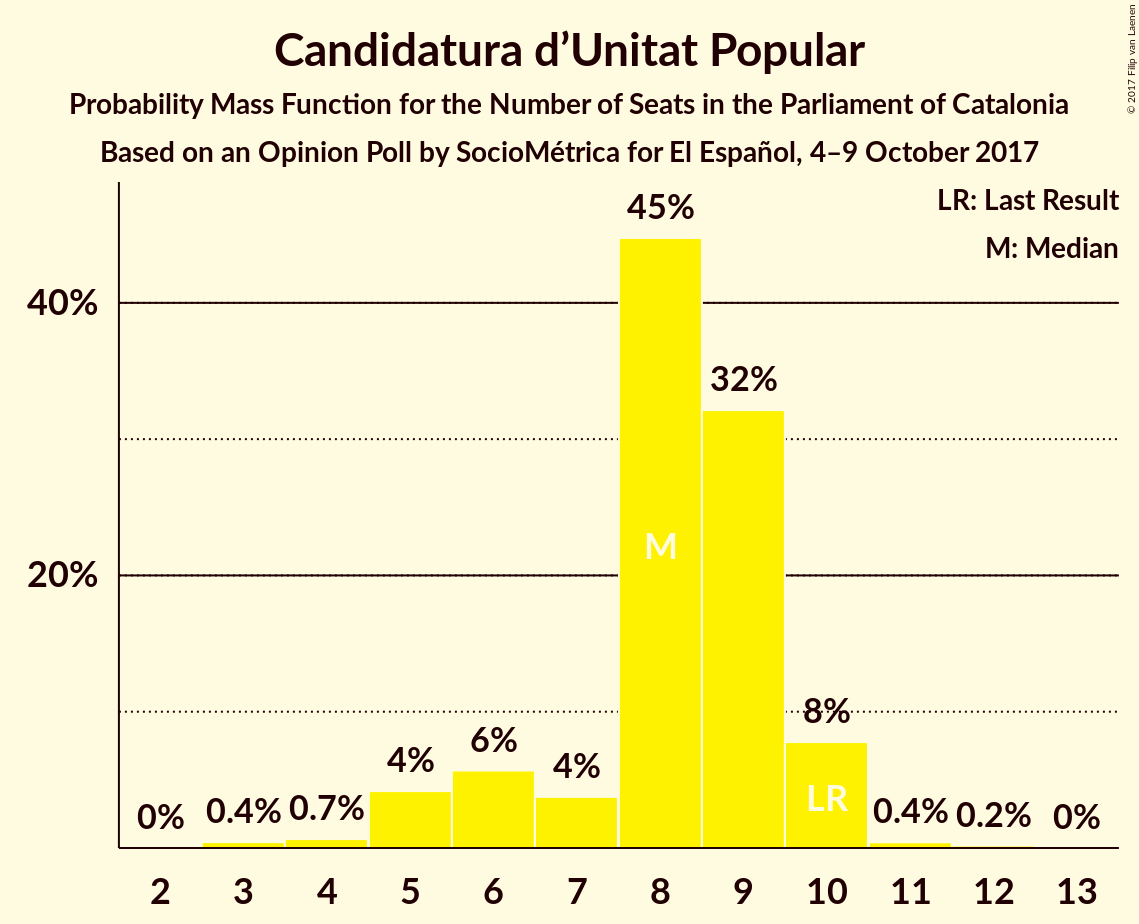 Candidatura d’Unitat Popular
Probability Mass Function for the Number of Seats in the Parliament of Catalonia
Based on an Opinion Poll by SocioMétrica for El Español, 4–9 October 2017
© 2017 Filip van Laenen
LR: Last Result
M: Median
40%
20%
0%
0.4%
0.7%
4%
6%
4%
45%
32%
8%
0.4%
0.2%
0%
M
LR
2 3 4 5 6 7 8 9 10 11 12 13